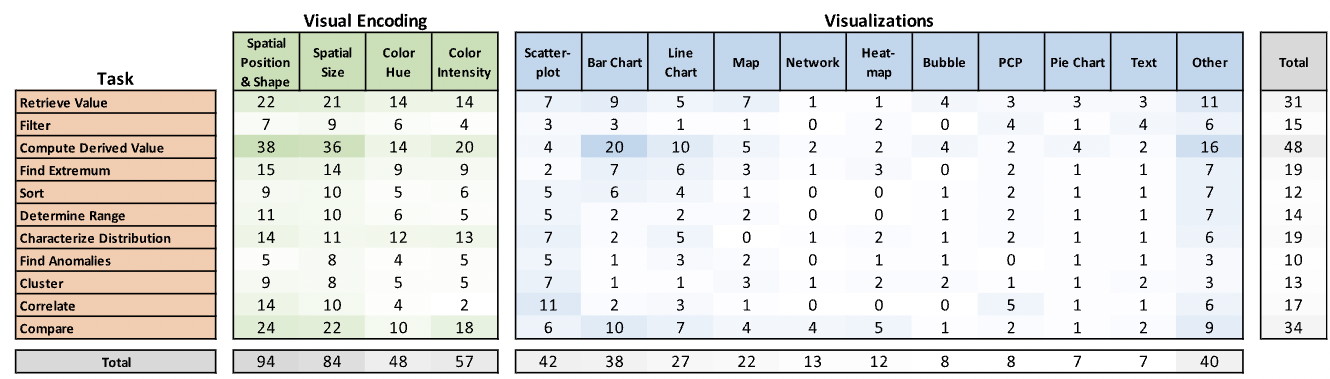 Visual Encoding Visualizations
Task Spatial Position & Shape Spatial Size Color Hue Color Intensity Scatter-plot Bar Chart Line Chart Map Network Heat-map Bubble PCP Pie Chart Text Other Total
Retrieve Value 22 21 14 14 7 9 5 7 1 1 4 3 3 3 11 31
Filter 7 9 6 4 3 3 1 1 0 2 0 4 1 4 6 15
Compute Derived Value 38 36 14 20 4 20 10 5 2 2 4 2 4 2 16 48
Find Extremum 15 14 9 9 2 7 6 3 1 3 0 2 1 1 7 19
Sort 9 10 5 6 5 6 4 1 0 0 1 2 1 1 7 12
Determine Range 11 10 6 5 5 2 2 2 0 0 1 2 1 1 7 14
Characterize Distribution 14 11 12 13 7 2 5 0 1 2 1 2 1 1 6 19
Find Anomalies 5 8 4 5 5 1 3 2 0 1 1 0 1 1 3 10
Cluster 9 8 5 5 7 1 1 3 1 2 2 1 1 2 3 13
Correlate 14 10 4 2 11 2 3 1 0 0 0 5 1 1 6 17
Compare 24 22 10 18 6 10 7 4 4 5 1 2 1 2 9 34
Total 94 84 48 57 42 38 27 22 13 12 8 8 7 7 40